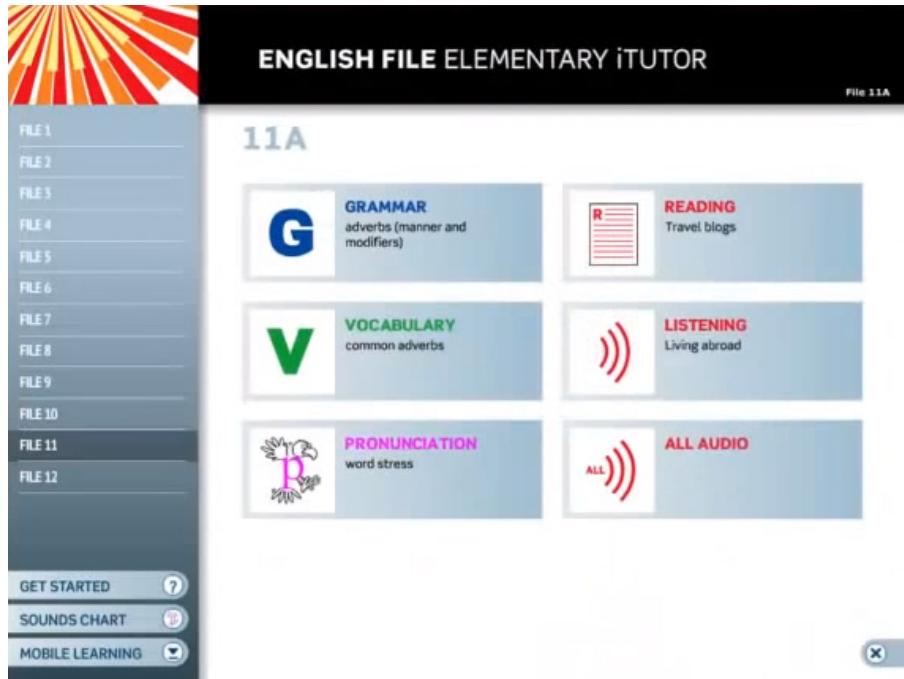 ENGLISH FILE ELEMENTARY iTUTOR
File 11A
FILE 1
FILE 2
FILE 3
FILE 4
FILE 5
FILE 6
FILE 7
FILE 8
FILE 9
FILE 10
FILE 11
FILE 12
GET STARTED ?
SOUNDS CHART
MOBILE LEARNING
11A
G
GRAMMAR
adverbs (manner and
modifiers)
R
READING
Travel blogs
V
VOCABULARY
common adverbs
LISTENING
Living abroad
p
PRONUNCIATION
word stress
ALL
ALL AUDIO